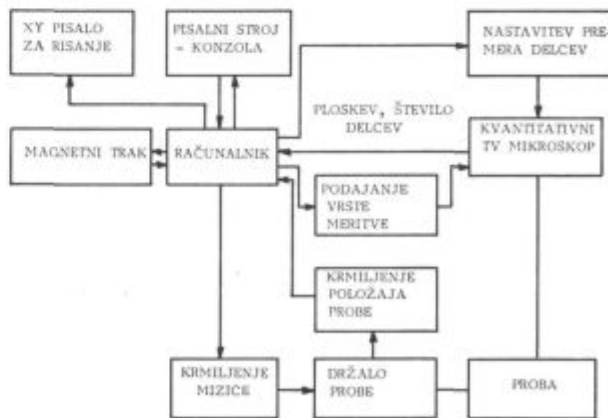 XY PISALO
ZA RISANJE
PISALNI STROJ
- KONZOLA
NASTAVITEV PRE-
MERA DELCEV
PLOSKEV, ŠTEVILO
DELCEV
MAGNETNI TRAK
RAČUNALNIK
KVANTITATIVNI
TV MIKROSKOP
PODAJANJE
VRSTE
MERITVE
KRMILJENJE
POLOŽAJA
PROBE
KRMILJENJE
MIZICE
DRŽALO
PROBE
PROBA